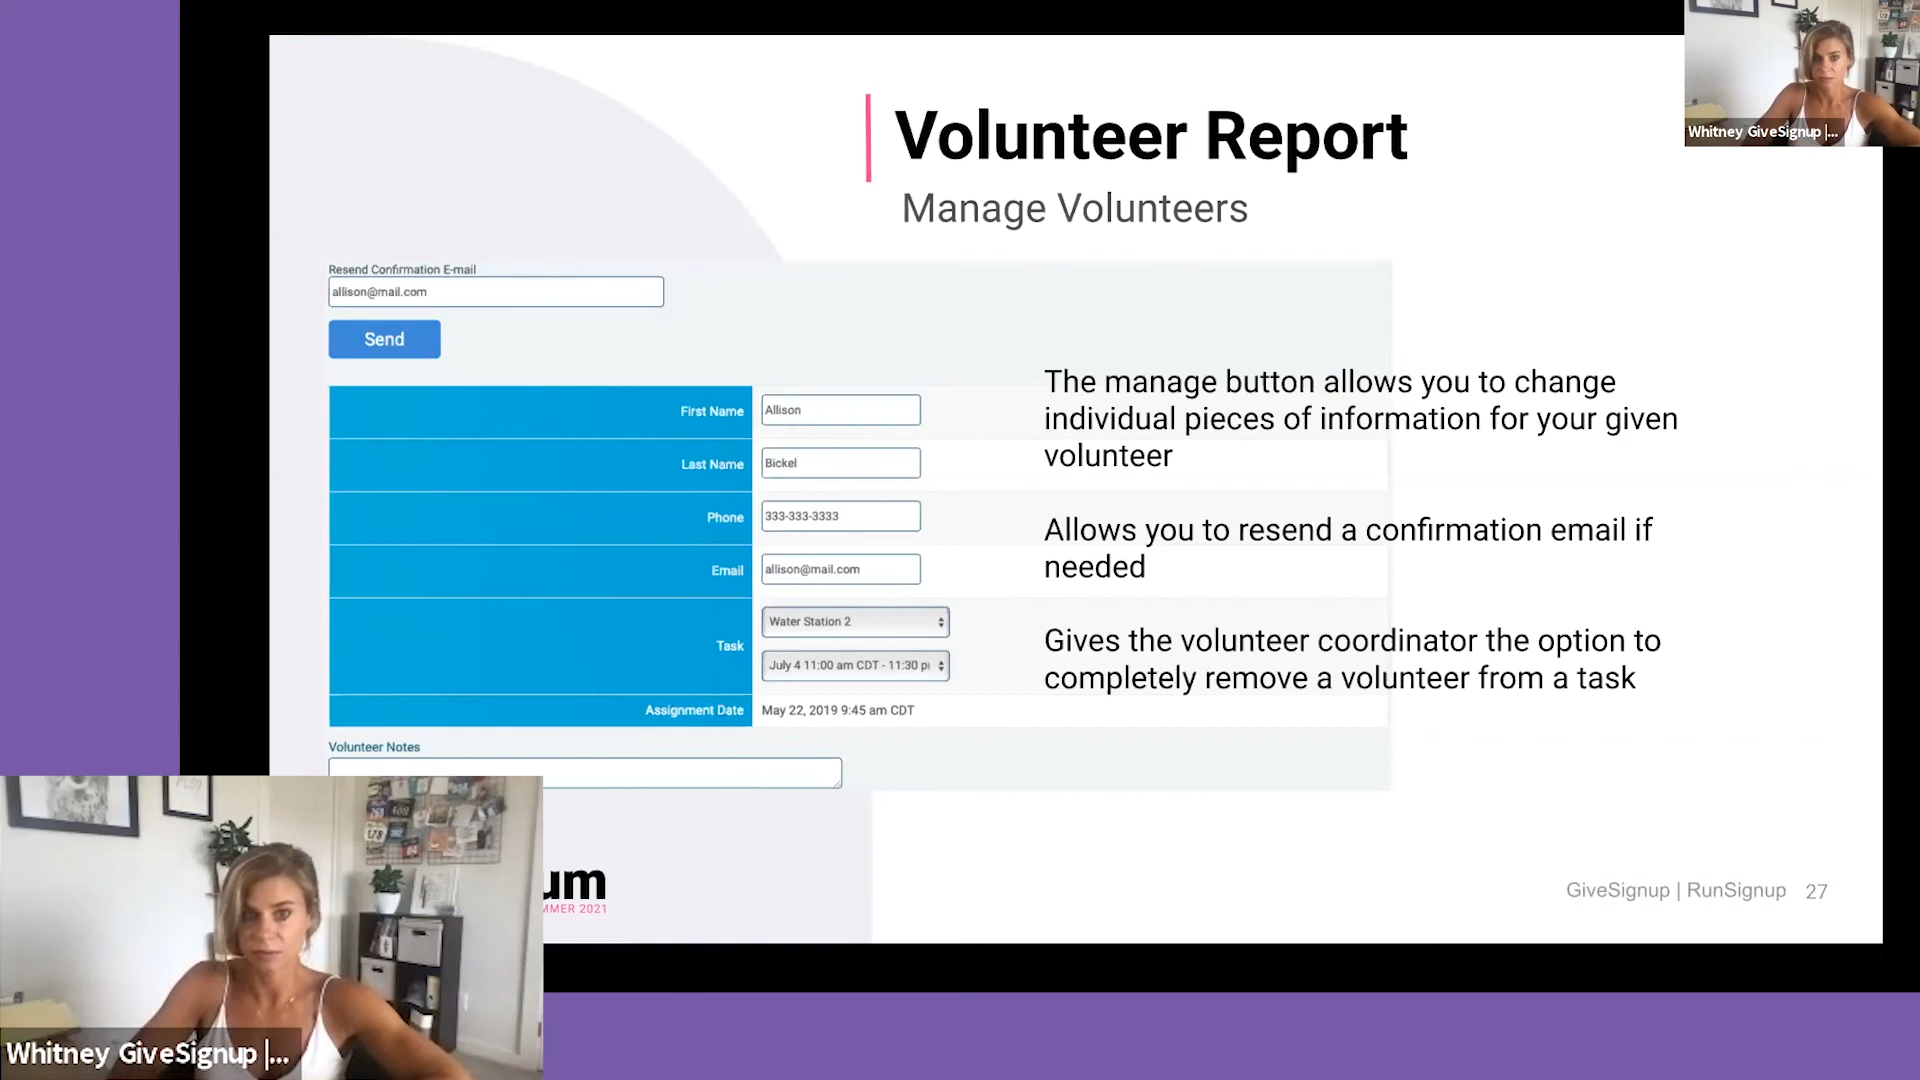 Volunteer Report
Manage Volunteers
Whitney GiveSignup |...
Resend Confirmation E-mail
allison@mail.com
Send
First Name
Allison
Last Name
Bickel
Phone
333-333-3333
Email
allison@mail.com
Task
Water Station 2
July 4 11:00 am CDT - 11:30 p
Assignment Date
May 22, 2019 9:45 am CDT
Volunteer Notes
The manage button allows you to change
individual pieces of information for your given
volunteer
Allows you to resend a confirmation email if
needed
Gives the volunteer coordinator the option to
completely remove a volunteer from a task
um
MMER 2021
GiveSignup | RunSignup 27
Whitney GiveSignup |...